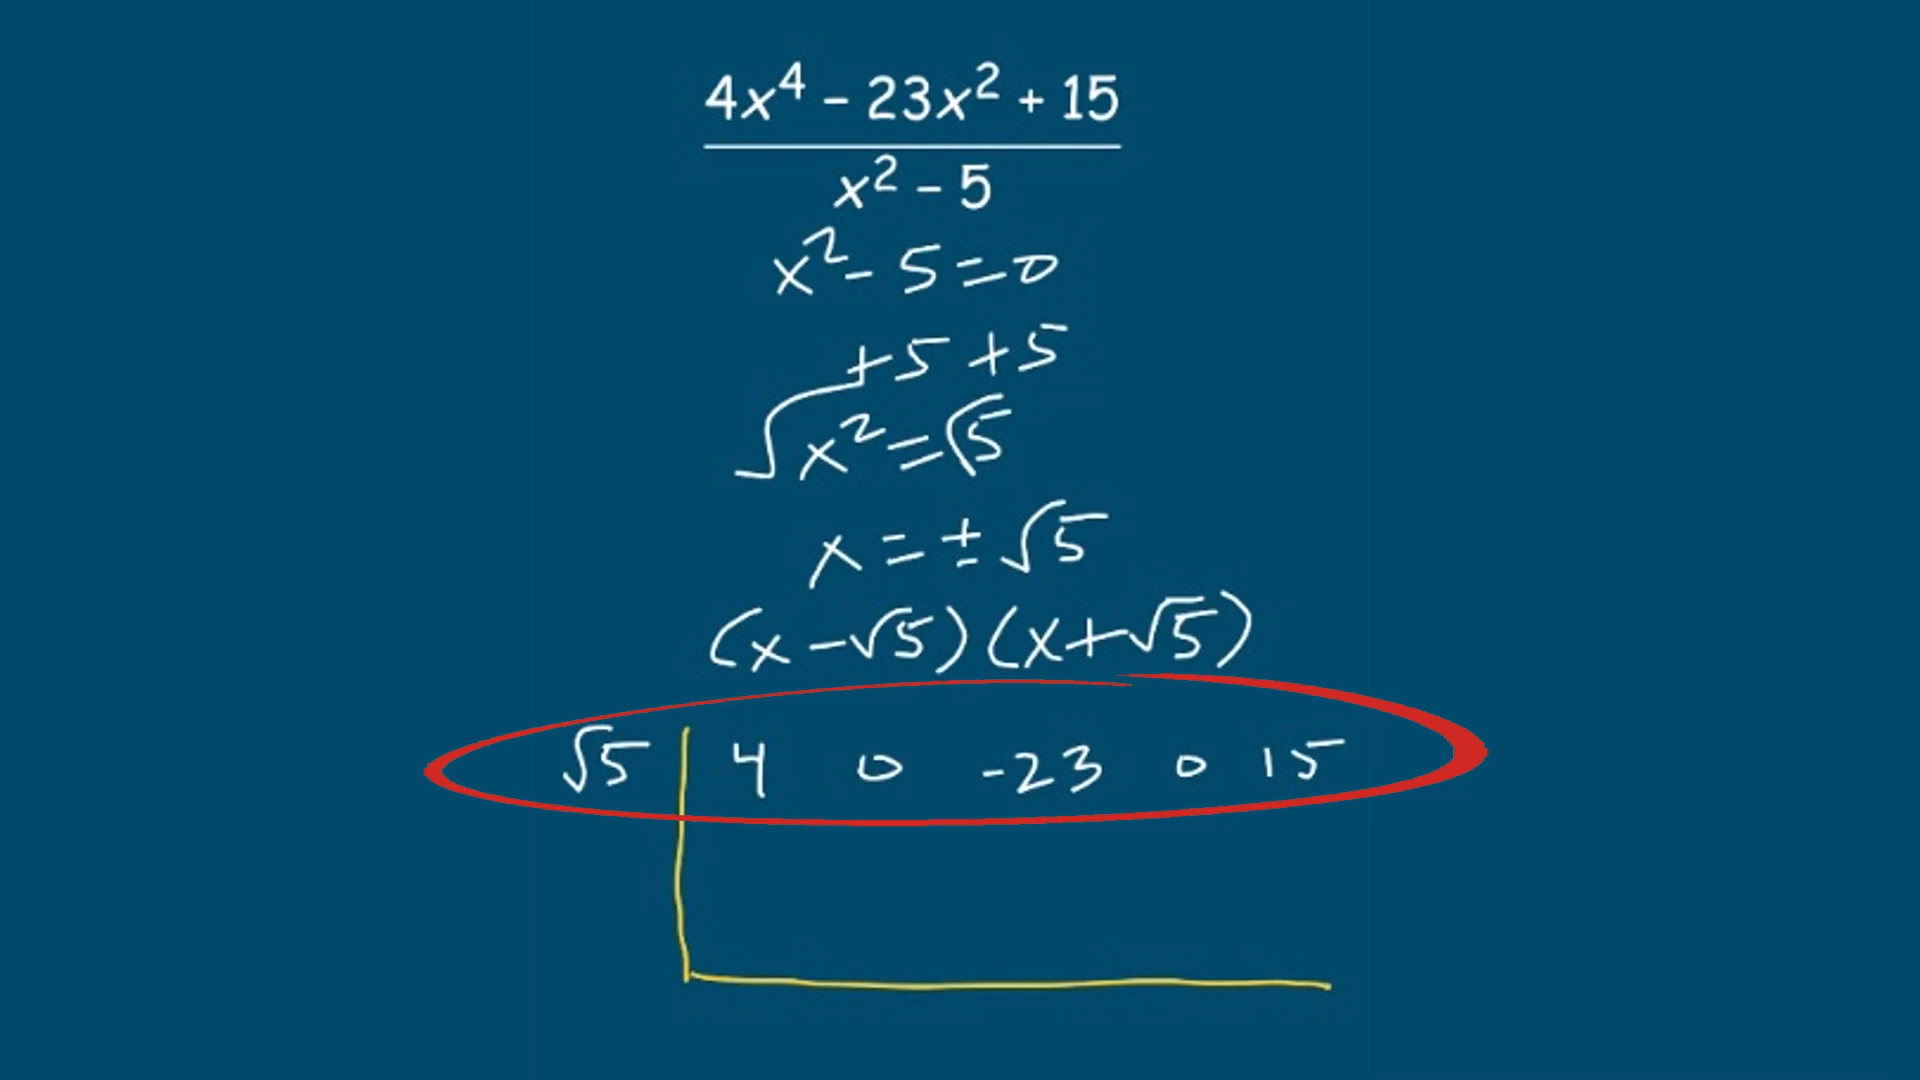 4x⁴ - 23x² + 15
x² - 5
x² - 5 = 0
+5 +5
√x² = √5
x = ± √5
(x - √5)(x + √5)
√5 4 0 -23 0 15